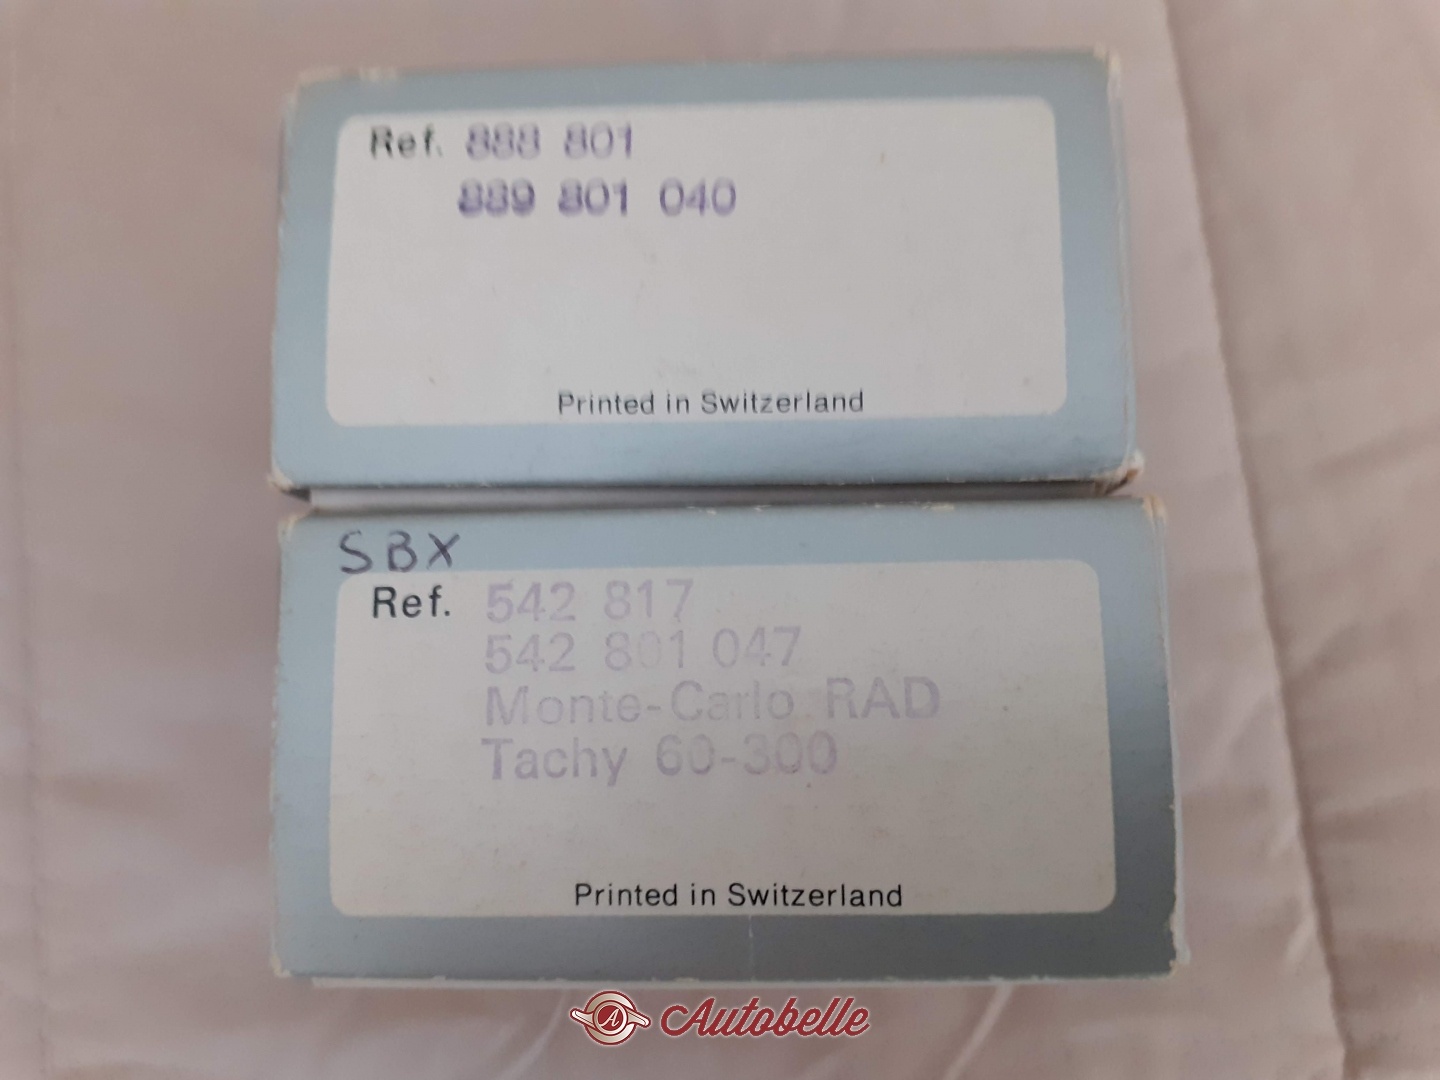 Ref. 888 801
889 801 040
Printed in Switzerland
SBX
Ref. 542 817
542 801 047
Monte-Carlo RAD
Tachy 60-300
Printed in Switzerland
A Autobelle